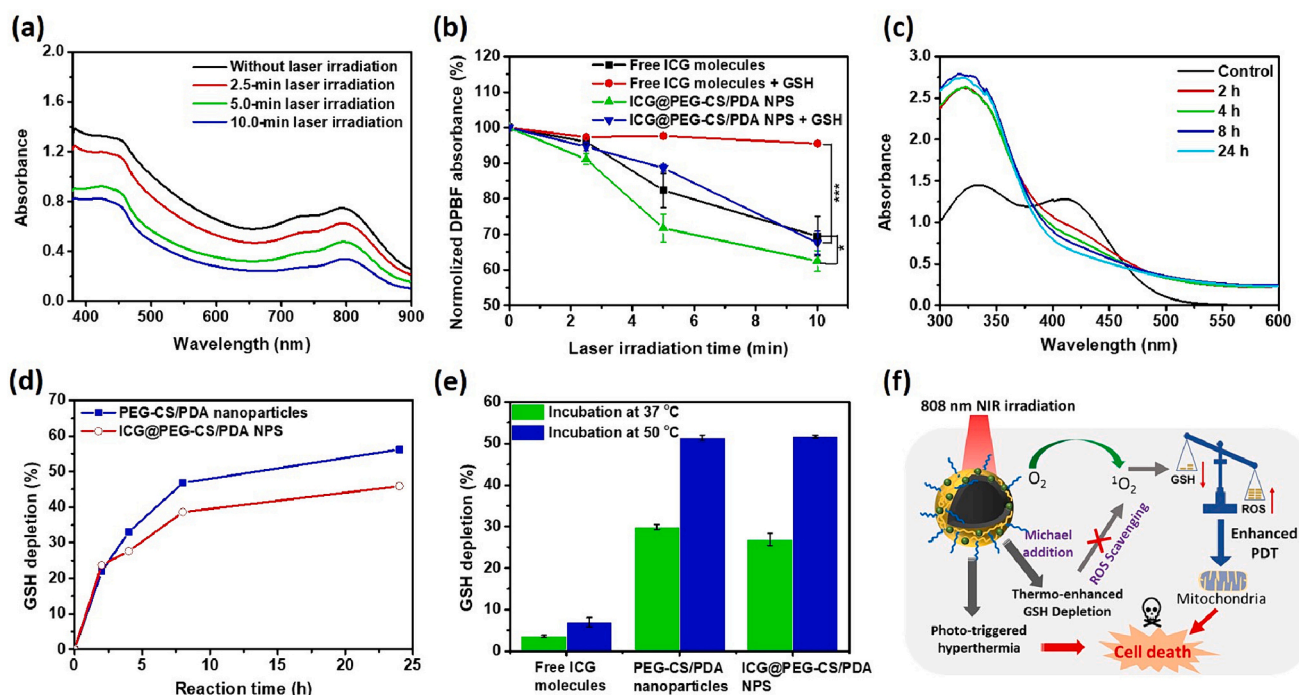 (a)
2.0
1.6
1.2
0.8
0.4
0.0
Absorbance
400
500
600
700
800
900
Wavelength (nm)
Without laser irradiation
2.5-min laser irradiation
5.0-min laser irradiation
10.0-min laser irradiation
(b)
120
110
100
90
80
70
60
50
Normolized DPBF absorbance (%)
0
2
4
6
8
10
Laser irradiation time (min)
Free ICG molecules
Free ICG molecules + GSH
ICG@PEG-CS/PDA NPS
ICG@PEG-CS/PDA NPS + GSH
***
*
(c)
3.0
2.5
2.0
1.5
1.0
0.5
0.0
Absorbance
300
350
400
450
500
550
600
Wavelength (nm)
Control
2 h
4 h
8 h
24 h
(d)
70
60
50
40
30
20
10
0
GSH depletion (%)
0
5
10
15
20
25
Reaction time (h)
PEG-CS/PDA nanoparticles
ICG@PEG-CS/PDA NPS
(e)
60
50
40
30
20
10
0
GSH depletion (%)
Incubation at 37 °C
Incubation at 50 °C
Free ICG
molecules
PEG-CS/PDA
nanoparticles
ICG@PEG-CS/PDA
NPS
(f)
808 nm NIR irradiation
O2
1O2
GSH
ROS
Michael
addition
ROS Scavenging
Enhanced
PDT
Thermo-enhanced
GSH Depletion
Mitochondria
Photo-triggered
hyperthermia
Cell death